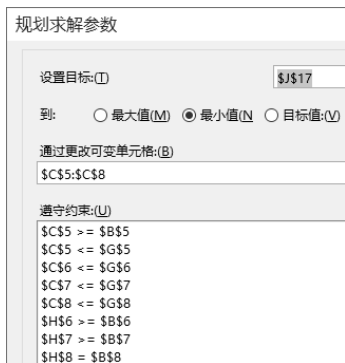 规划求解参数
设置目标:(T) $J$17
到: 最大值(M) 最小值(N 目标值:(V)
通过更改可变单元格:(B)
$C$5:$C$8
遵守约束:(U)
$C$5 >= $B$5
$C$5 <= $G$5
$C$6 <= $G$6
$C$7 <= $G$7
$C$8 <= $G$8
$H$6 >= $B$6
$H$7 >= $B$7
$H$8 = $B$8